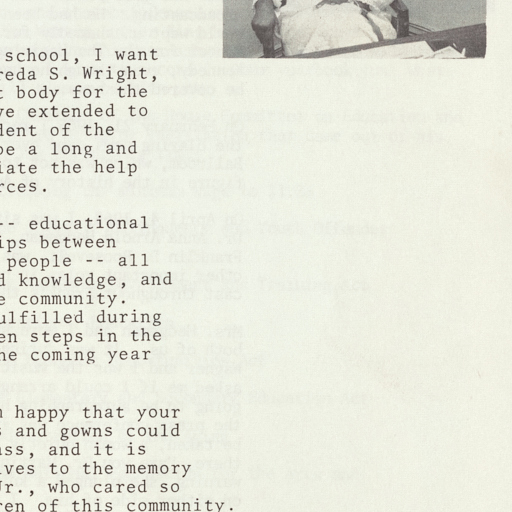 school, I want
reda S. Wright,
t body for the
ve extended to
dent of the
be a long and
iate the help
rces.
-- educational
ips between
people -- all
d knowledge, and
e community.
ulfilled during
en steps in the
he coming year
m happy that your
s and gowns could
ass, and it is
ives to the memory
Jr., who cared so
ren of this community.